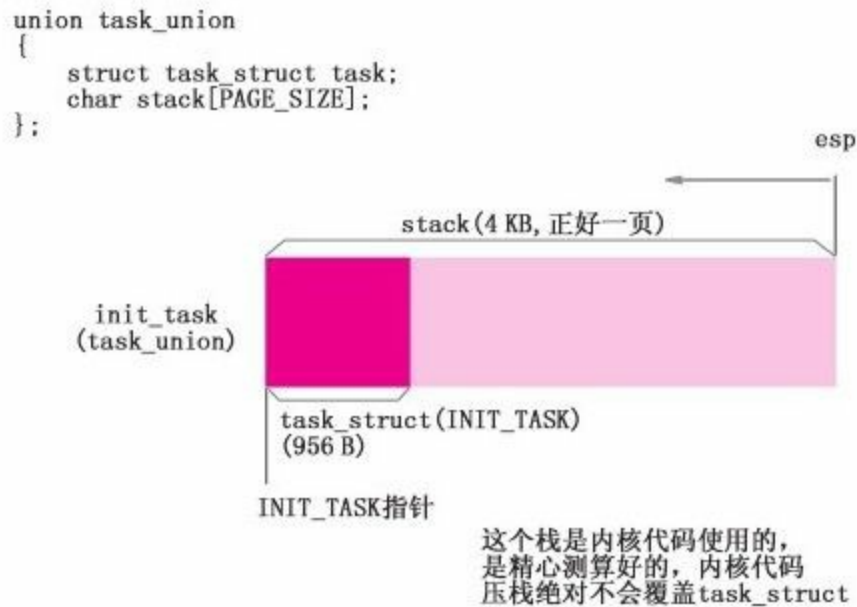 union task_union
{
    struct task_struct task;
    char stack[PAGE_SIZE];
};
esp
stack(4 KB, 正好一页)
init_task
(task_union)
task_struct(INIT_TASK)
(956 B)
INIT_TASK指针
这个栈是内核代码使用的，
是精心测算好的，内核代码
压栈绝对不会覆盖task_struct